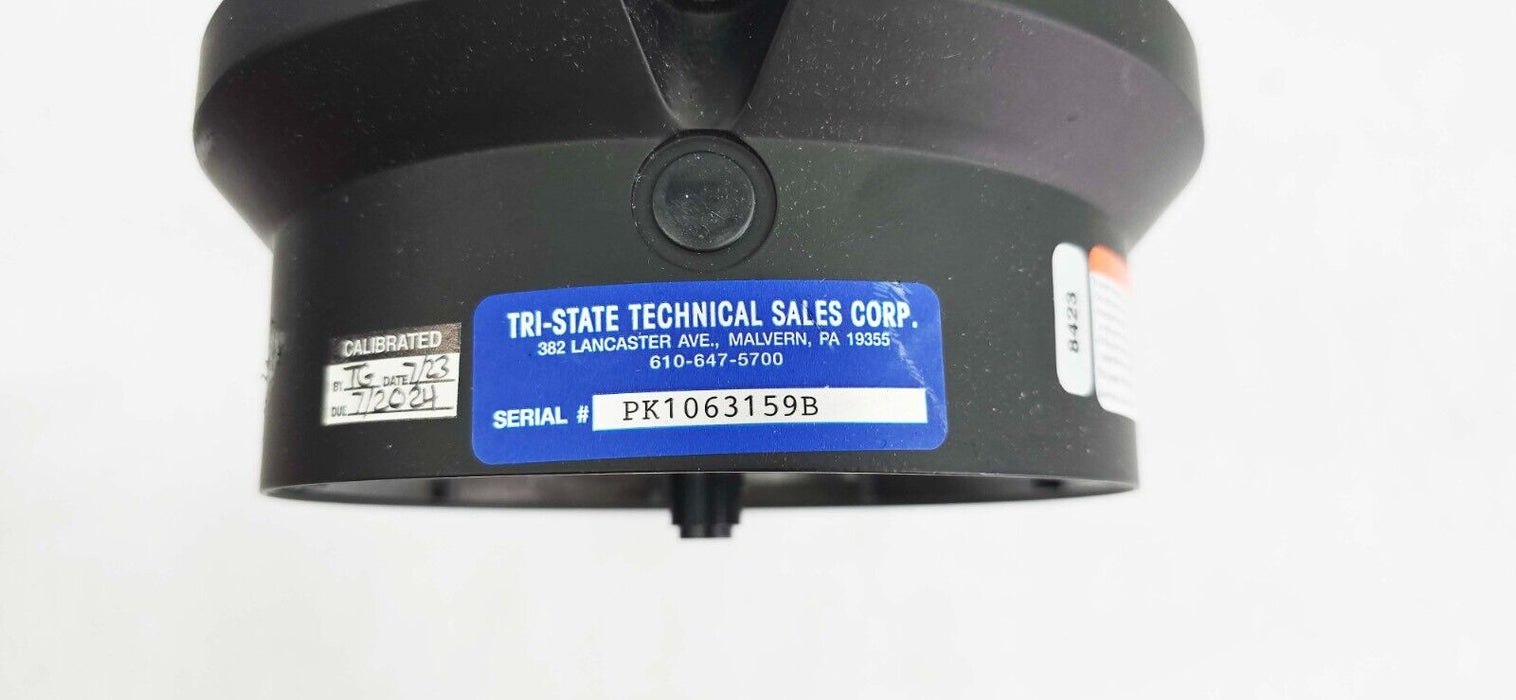 CALIBRATED
BY TG DATE 7/23
DUE 7/2024
TRI-STATE TECHNICAL SALES CORP.
382 LANCASTER AVE., MALVERN, PA 19355
610-647-5700
SERIAL # PK1063159B
8423